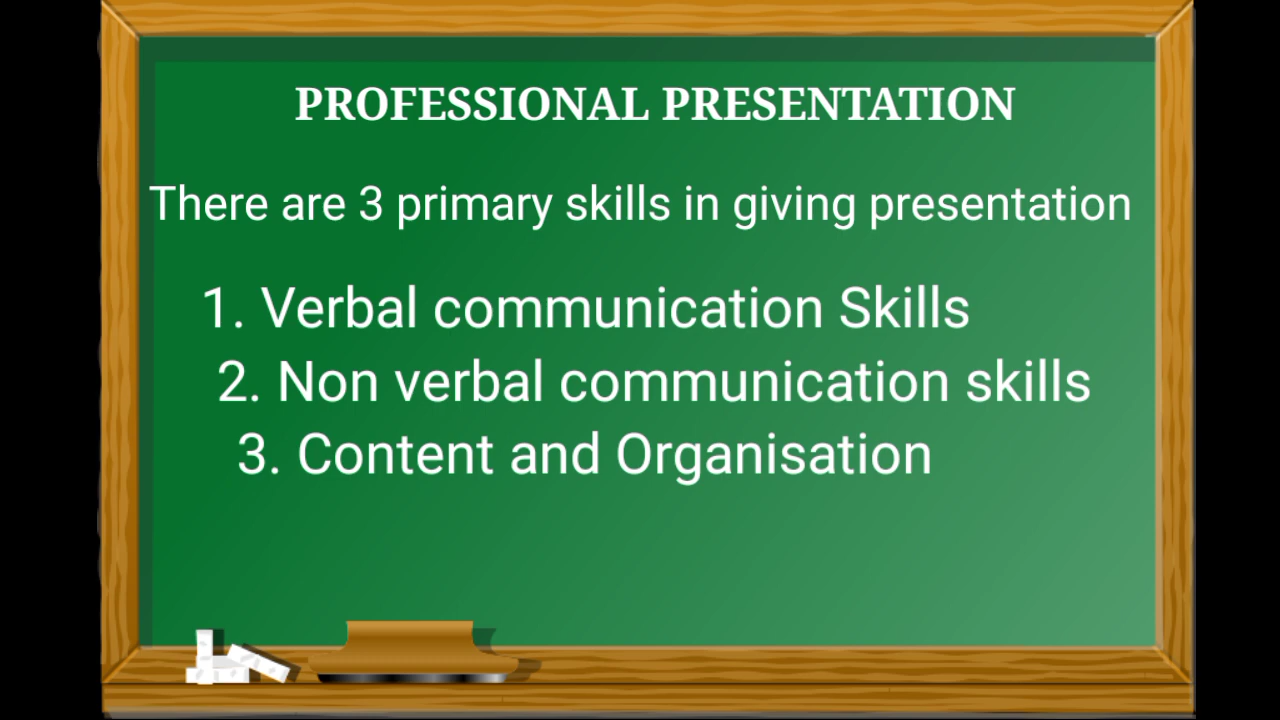 PROFESSIONAL PRESENTATION
There are 3 primary skills in giving presentation
1. Verbal communication Skills
2. Non verbal communication skills
3. Content and Organisation